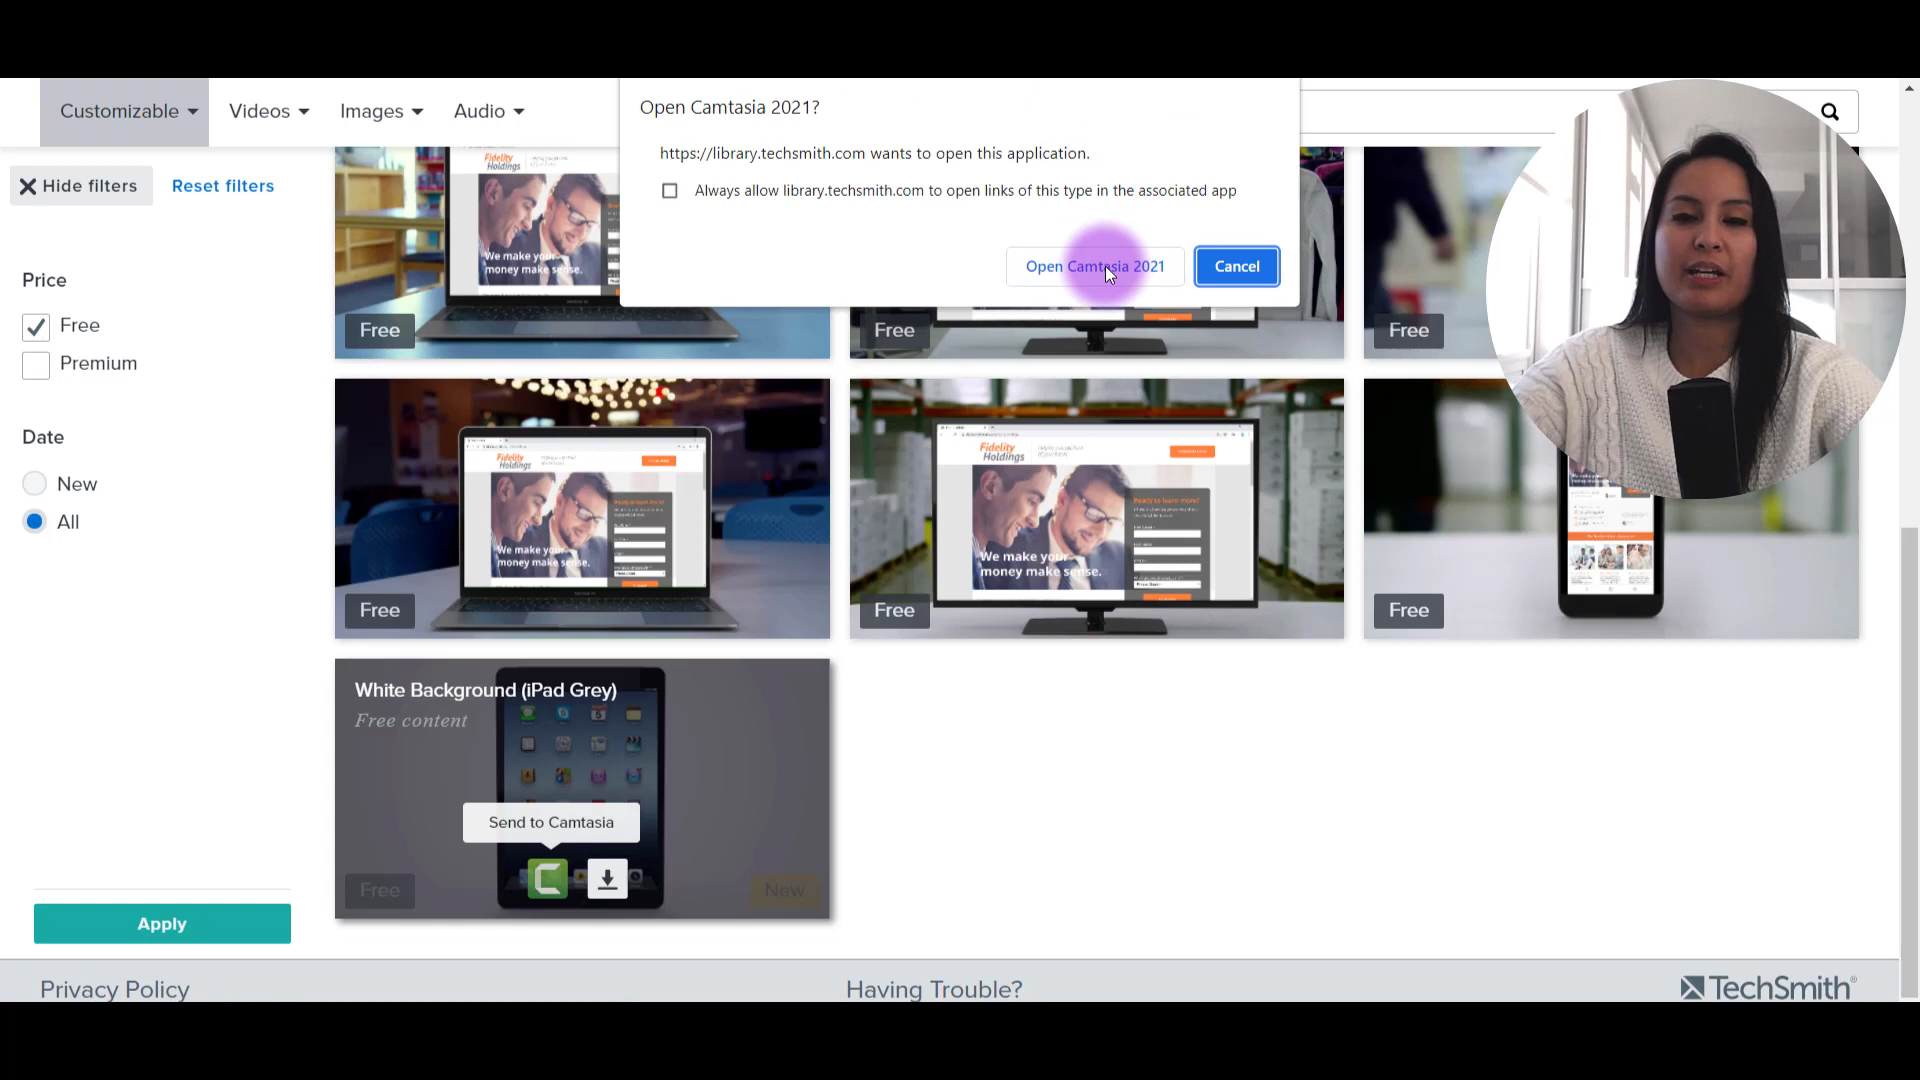 Customizable
Videos
Images
Audio
Open Camtasia 2021?
https://library.techsmith.com wants to open this application.
Always allow library.techsmith.com to open links of this type in the associated app
Open Camtasia 2021
Cancel
Hide filters
Reset filters
Price
Free
Premium
Date
New
All
Apply
Fidelity
Holdings
We make your
money make sense.
Free
Free
Free
Fidelity
Holdings
We make your
money make sense.
Free
Fidelity
Holdings
Ready to learn more!
We make your
money make sense.
Free
Free
White Background (iPad Grey)
Free content
Send to Camtasia
Free
New
Privacy Policy
Having Trouble?
TechSmith®